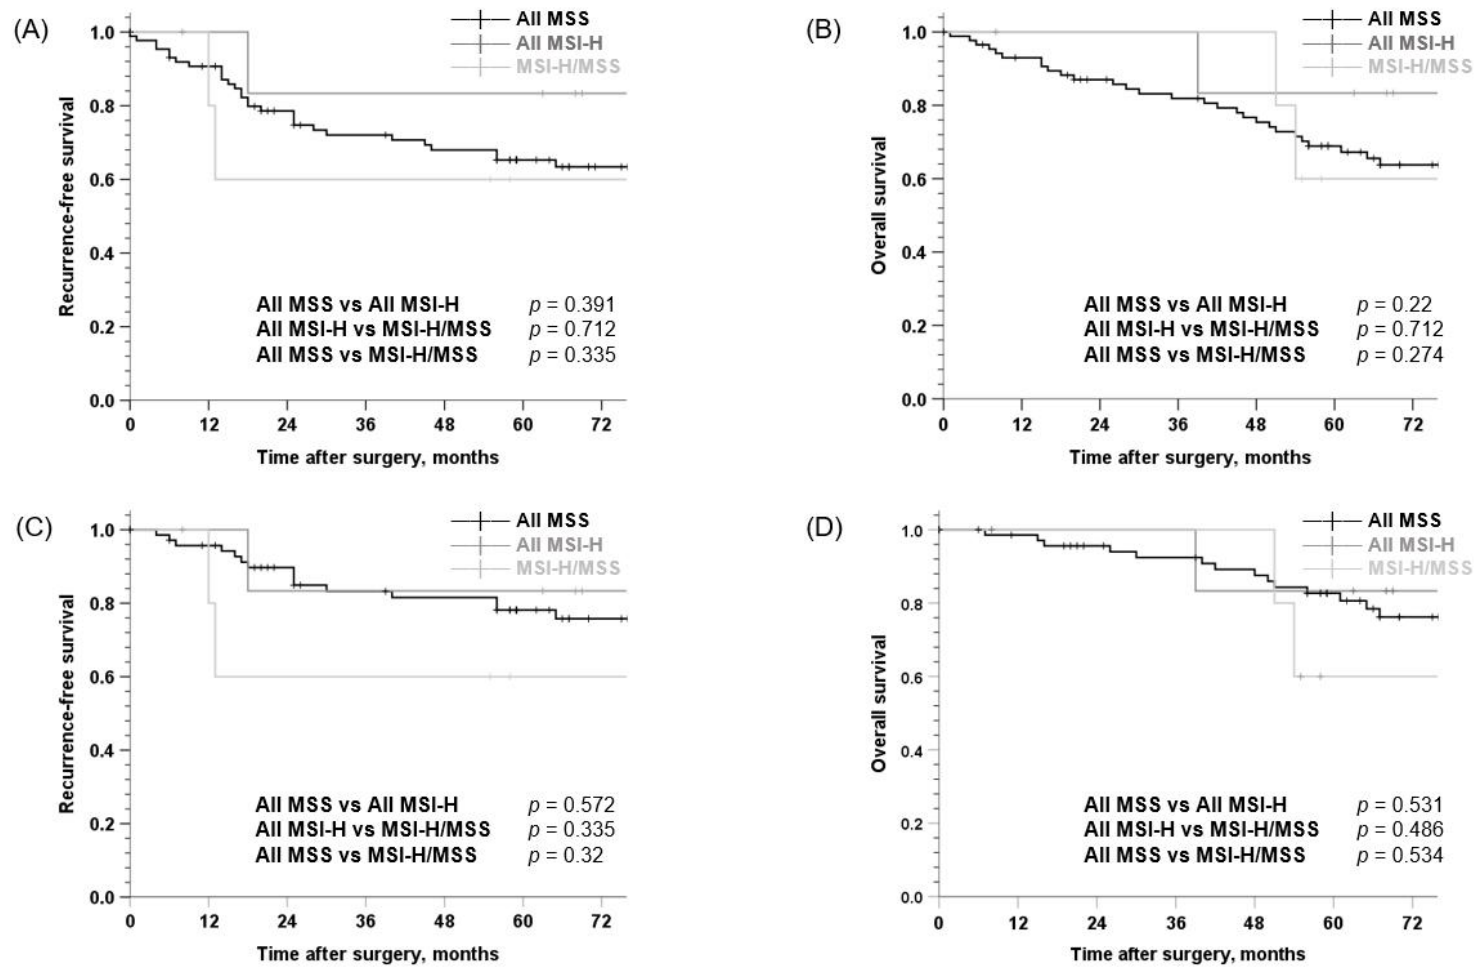 (A)
All MSS
All MSI-H
MSI-H/MSS
Recurrence-free survival
1.0
0.8
0.6
0.4
0.2
0.0
All MSS vs All MSI-H p = 0.391
All MSI-H vs MSI-H/MSS p = 0.712
All MSS vs MSI-H/MSS p = 0.335
0 12 24 36 48 60 72
Time after surgery, months
(B)
All MSS
All MSI-H
MSI-H/MSS
Overall survival
1.0
0.8
0.6
0.4
0.2
0.0
All MSS vs All MSI-H p = 0.22
All MSI-H vs MSI-H/MSS p = 0.712
All MSS vs MSI-H/MSS p = 0.274
0 12 24 36 48 60 72
Time after surgery, months
(C)
All MSS
All MSI-H
MSI-H/MSS
Recurrence-free survival
1.0
0.8
0.6
0.4
0.2
0.0
All MSS vs All MSI-H p = 0.572
All MSI-H vs MSI-H/MSS p = 0.335
All MSS vs MSI-H/MSS p = 0.32
0 12 24 36 48 60 72
Time after surgery, months
(D)
All MSS
All MSI-H
MSI-H/MSS
Overall survival
1.0
0.8
0.6
0.4
0.2
0.0
All MSS vs All MSI-H p = 0.531
All MSI-H vs MSI-H/MSS p = 0.486
All MSS vs MSI-H/MSS p = 0.534
0 12 24 36 48 60 72
Time after surgery, months